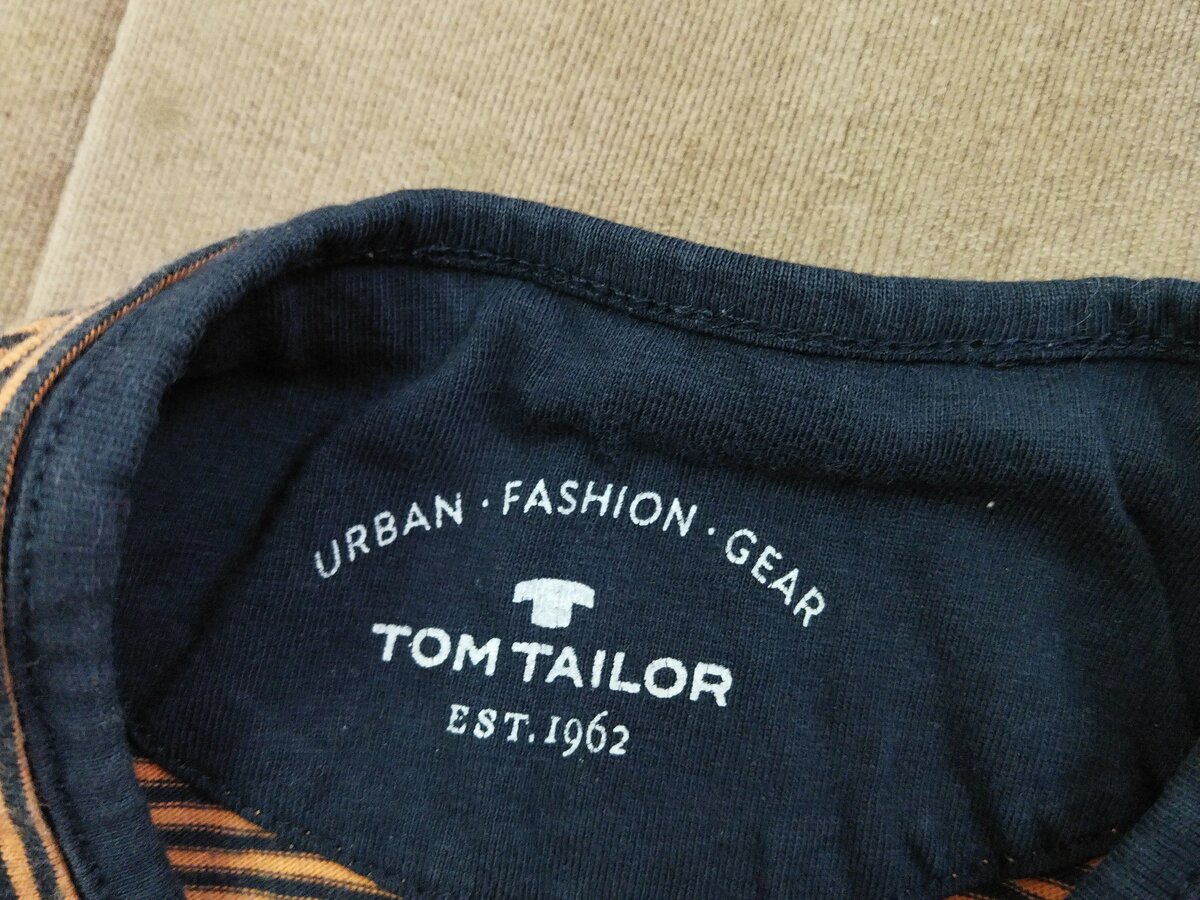 URBAN · FASHION · GEAR
TOM TAILOR
EST. 1962